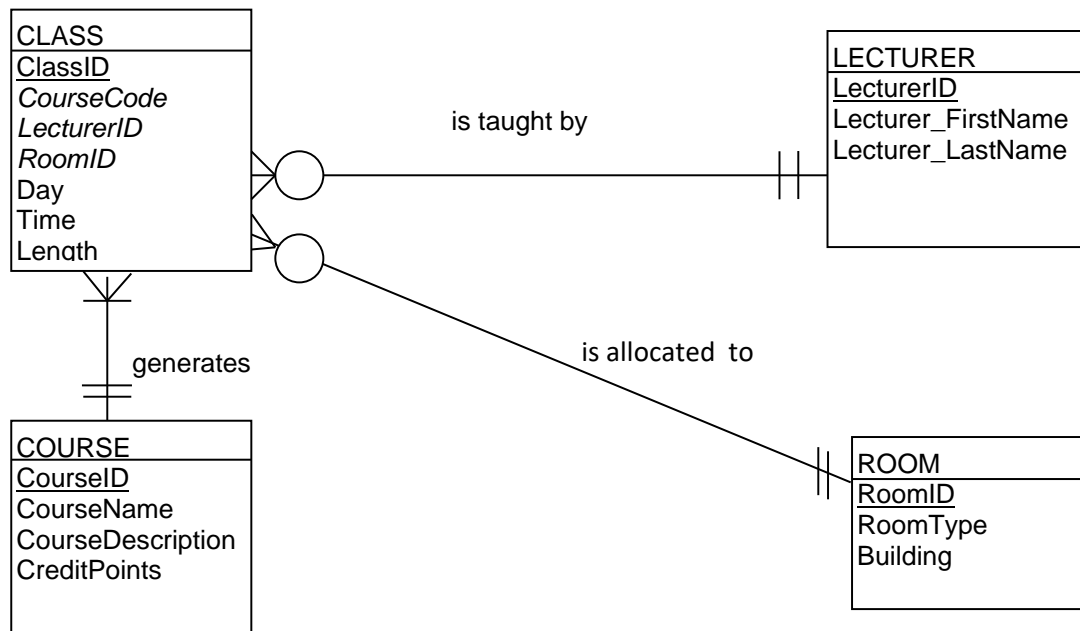 CLASS
ClassID
CourseCode
LecturerID
RoomID
Day
Time
Length
is taught by
LECTURER
LecturerID
Lecturer_FirstName
Lecturer_LastName
generates
is allocated to
COURSE
CourseID
CourseName
CourseDescription
CreditPoints
ROOM
RoomID
RoomType
Building